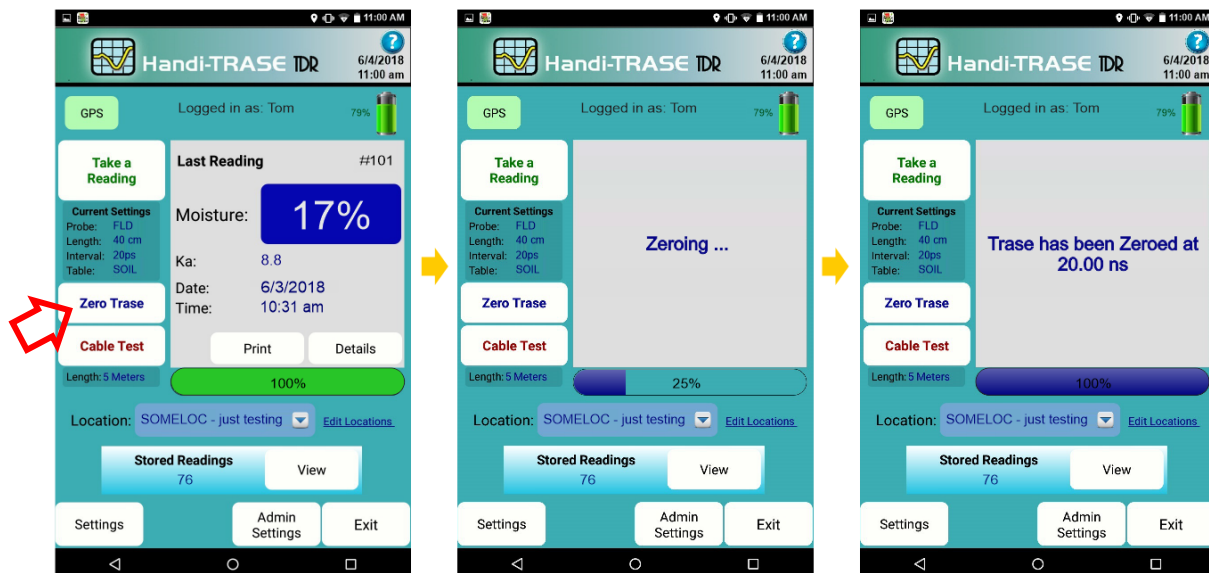 11:00 AM
Handi-TRASE TDR
?
6/4/2018
11:00 am
GPS
Logged in as: Tom
79%
Take a
Reading
Current Settings
Probe: FLD
Length: 40 cm
Interval: 20ps
Table: SOIL
Zero Trase
Cable Test
Length: 5 Meters
Last Reading #101
Moisture: 17%
Ka: 8.8
Date: 6/3/2018
Time: 10:31 am
Print Details
100%
Location: SOMELOC - just testing Edit Locations
Stored Readings
76
View
Settings
Admin
Settings
Exit
11:00 AM
Handi-TRASE TDR
?
6/4/2018
11:00 am
GPS
Logged in as: Tom
79%
Take a
Reading
Current Settings
Probe: FLD
Length: 40 cm
Interval: 20ps
Table: SOIL
Zero Trase
Cable Test
Length: 5 Meters
Zeroing ...
25%
Location: SOMELOC - just testing Edit Locations
Stored Readings
76
View
Settings
Admin
Settings
Exit
11:00 AM
Handi-TRASE TDR
?
6/4/2018
11:00 am
GPS
Logged in as: Tom
79%
Take a
Reading
Current Settings
Probe: FLD
Length: 40 cm
Interval: 20ps
Table: SOIL
Zero Trase
Cable Test
Length: 5 Meters
Trase has been Zeroed at
20.00 ns
100%
Location: SOMELOC - just testing Edit Locations
Stored Readings
76
View
Settings
Admin
Settings
Exit